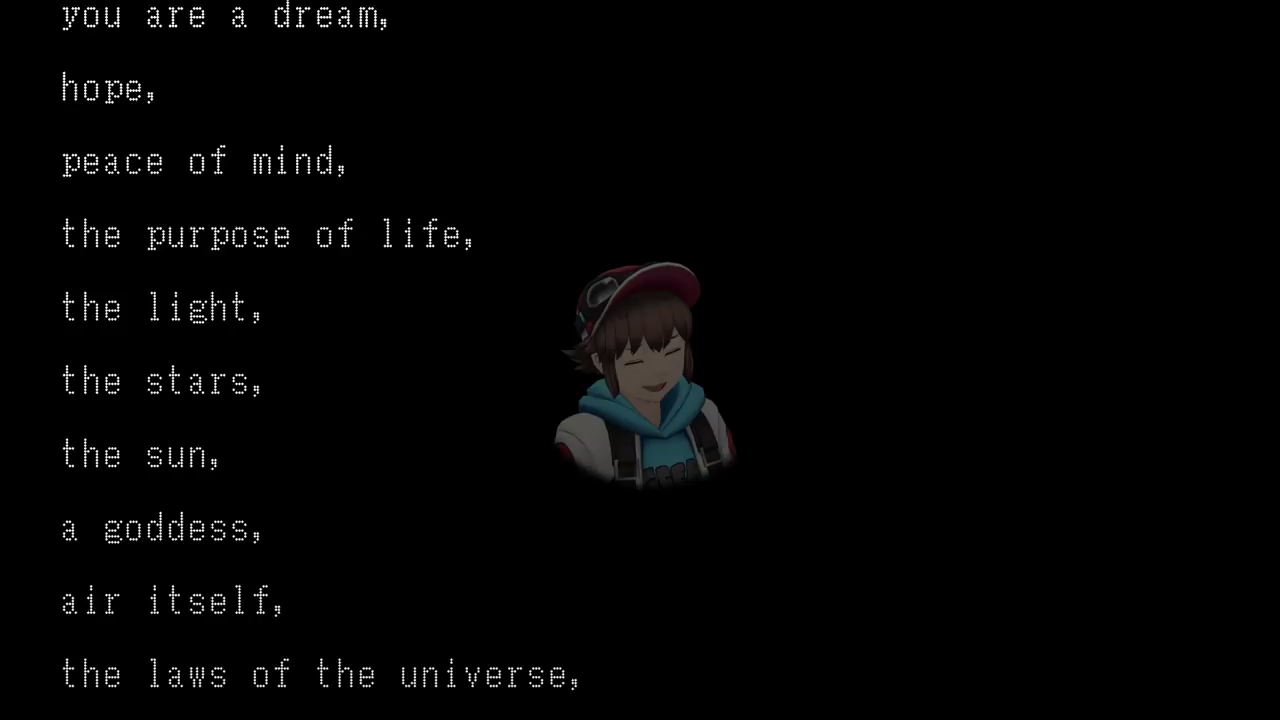 you are a dream,
hope,
peace of mind,
the purpose of life,
the light,
the stars,
the sun,
a goddess,
air itself,
the laws of the universe,